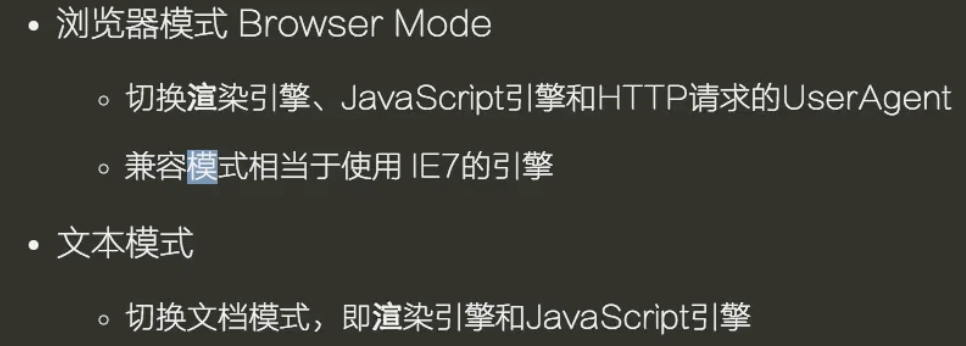 浏览器模式 Browser Mode
切换渲染引擎、JavaScript引擎和HTTP请求的UserAgent
兼容模式相当于使用 IE7的引擎
文本模式
切换文档模式，即渲染引擎和JavaScript引擎